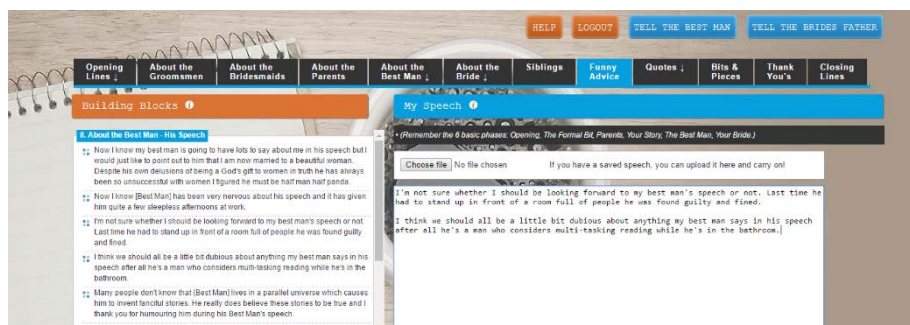 HELP
LOGOUT
TELL THE BEST MAN
TELL THE BRIDES FATHER
Opening
Lines ↓
About the
Groomsmen
About the
Bridesmaids
About the
Parents
About the
Best Man ↓
About the
Bride ↓
Siblings
Funny
Advice
Quotes ↓
Bits &
Pieces
Thank
You's
Closing
Lines
Building Blocks
8. About the Best Man - His Speech
Now I know my best man is going to have lots to say about me in his speech but I
would just like to point out to him that I am now married to a beautiful woman.
Despite his own delusions of being a God's gift to women in truth he has always
been so unsuccessful with women I figured he must be half man half panda.
Now I know [Best Man] has been very nervous about his speech and it has given
him quite a few sleepless afternoons at work.
I'm not sure whether I should be looking forward to my best man's speech or not.
Last time he had to stand up in front of a room full of people he was found guilty
and fined.
I think we should all be a little bit dubious about anything my best man says in his
speech after all he's a man who considers multi-tasking reading while he's in the
bathroom.
Many people don't know that (Best Man) lives in a parallel universe which causes
him to invent fanciful stories. He really does believe these stories to be true and I
thank you for humouring him during his Best Man's speech.
My Speech
• (Remember the 6 basic phases: Opening, The Formal Bit, Parents, Your Story, The Best Man, Your Bride.)
Choose file No file chosen If you have a saved speech, you can upload it here and carry on!
I'm not sure whether I should be looking forward to my best man's speech or not. Last time he
had to stand up in front of a room full of people he was found guilty and fined.
I think we should all be a little bit dubious about anything my best man says in his speech
after all he's a man who considers multi-tasking reading while he's in the bathroom.